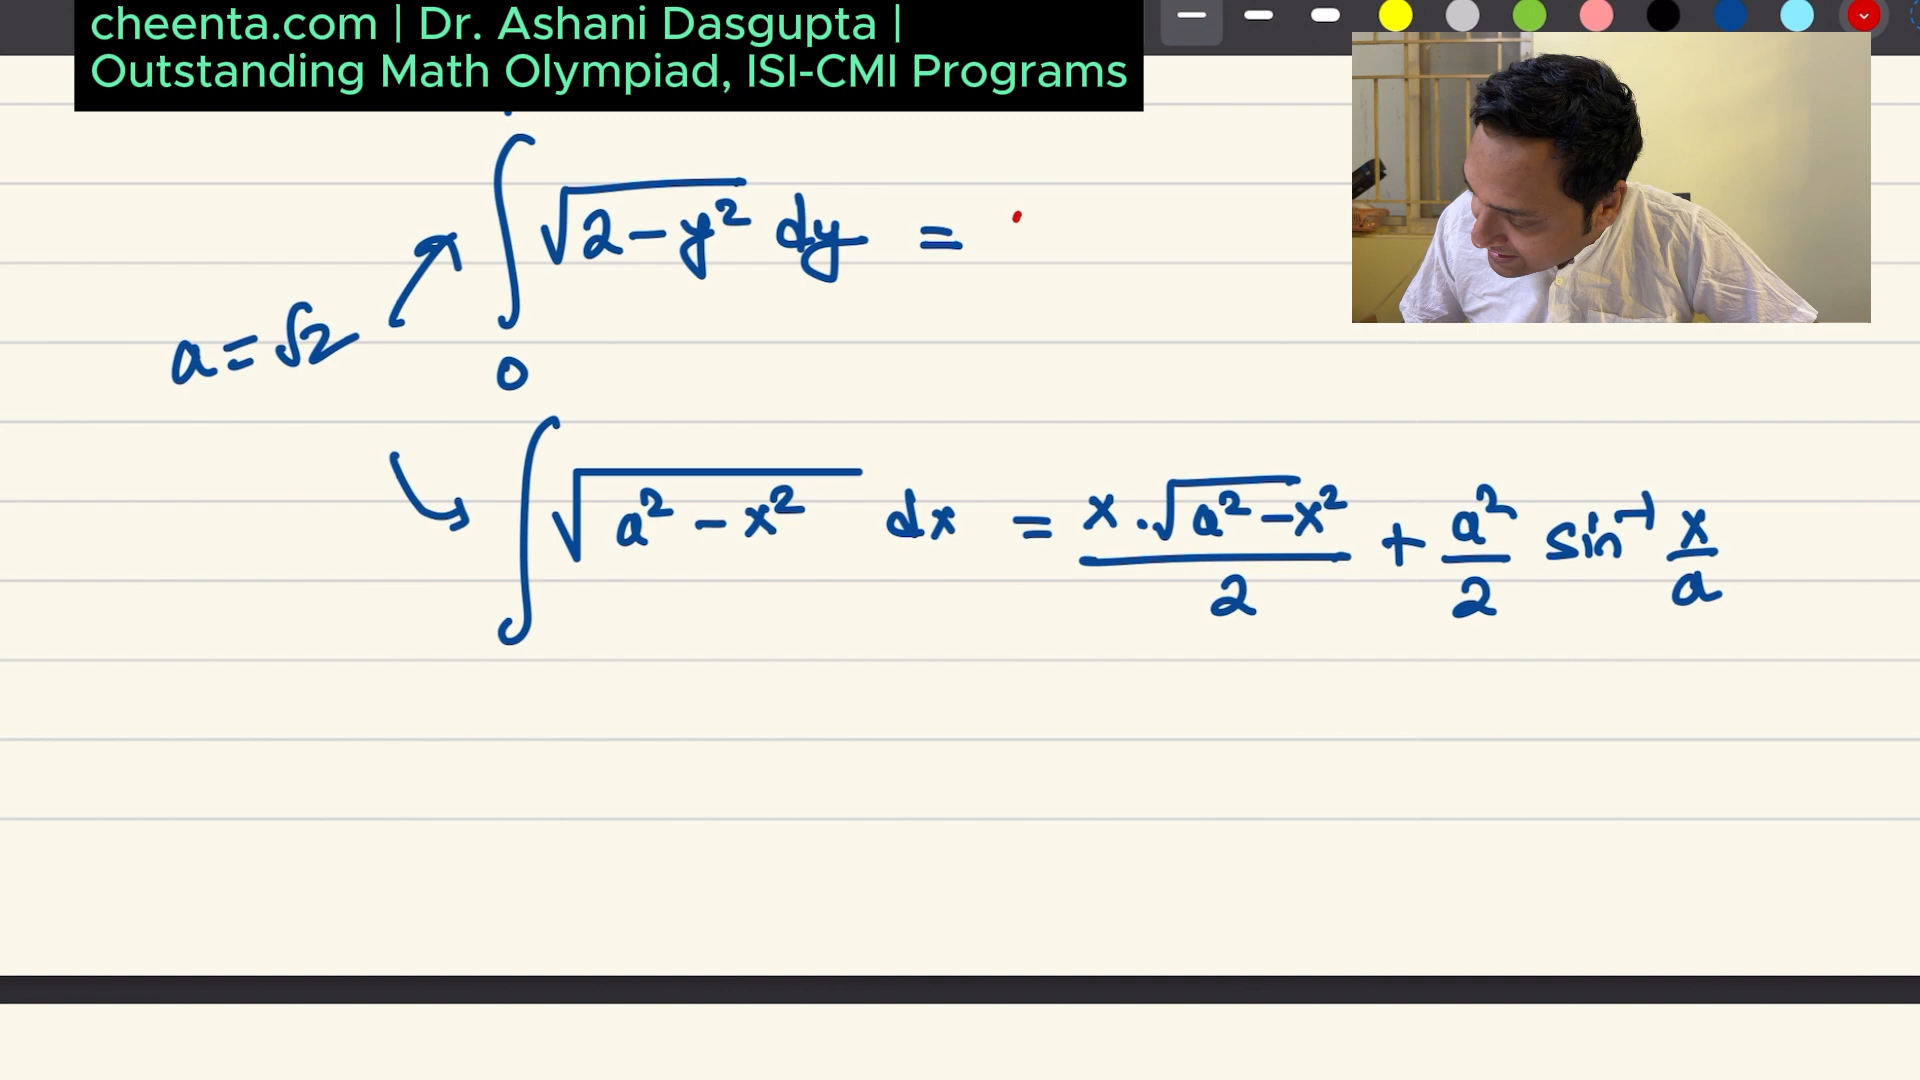 cheenta.com | Dr. Ashani Dasgupta |
Outstanding Math Olympiad, ISI-CMI Programs
∫₀ √(2-y²) dy =
a = √2
∫ √(a² - x²) dx = x.√(a²-x²)/2 + a²/2 sin⁻¹ x/a